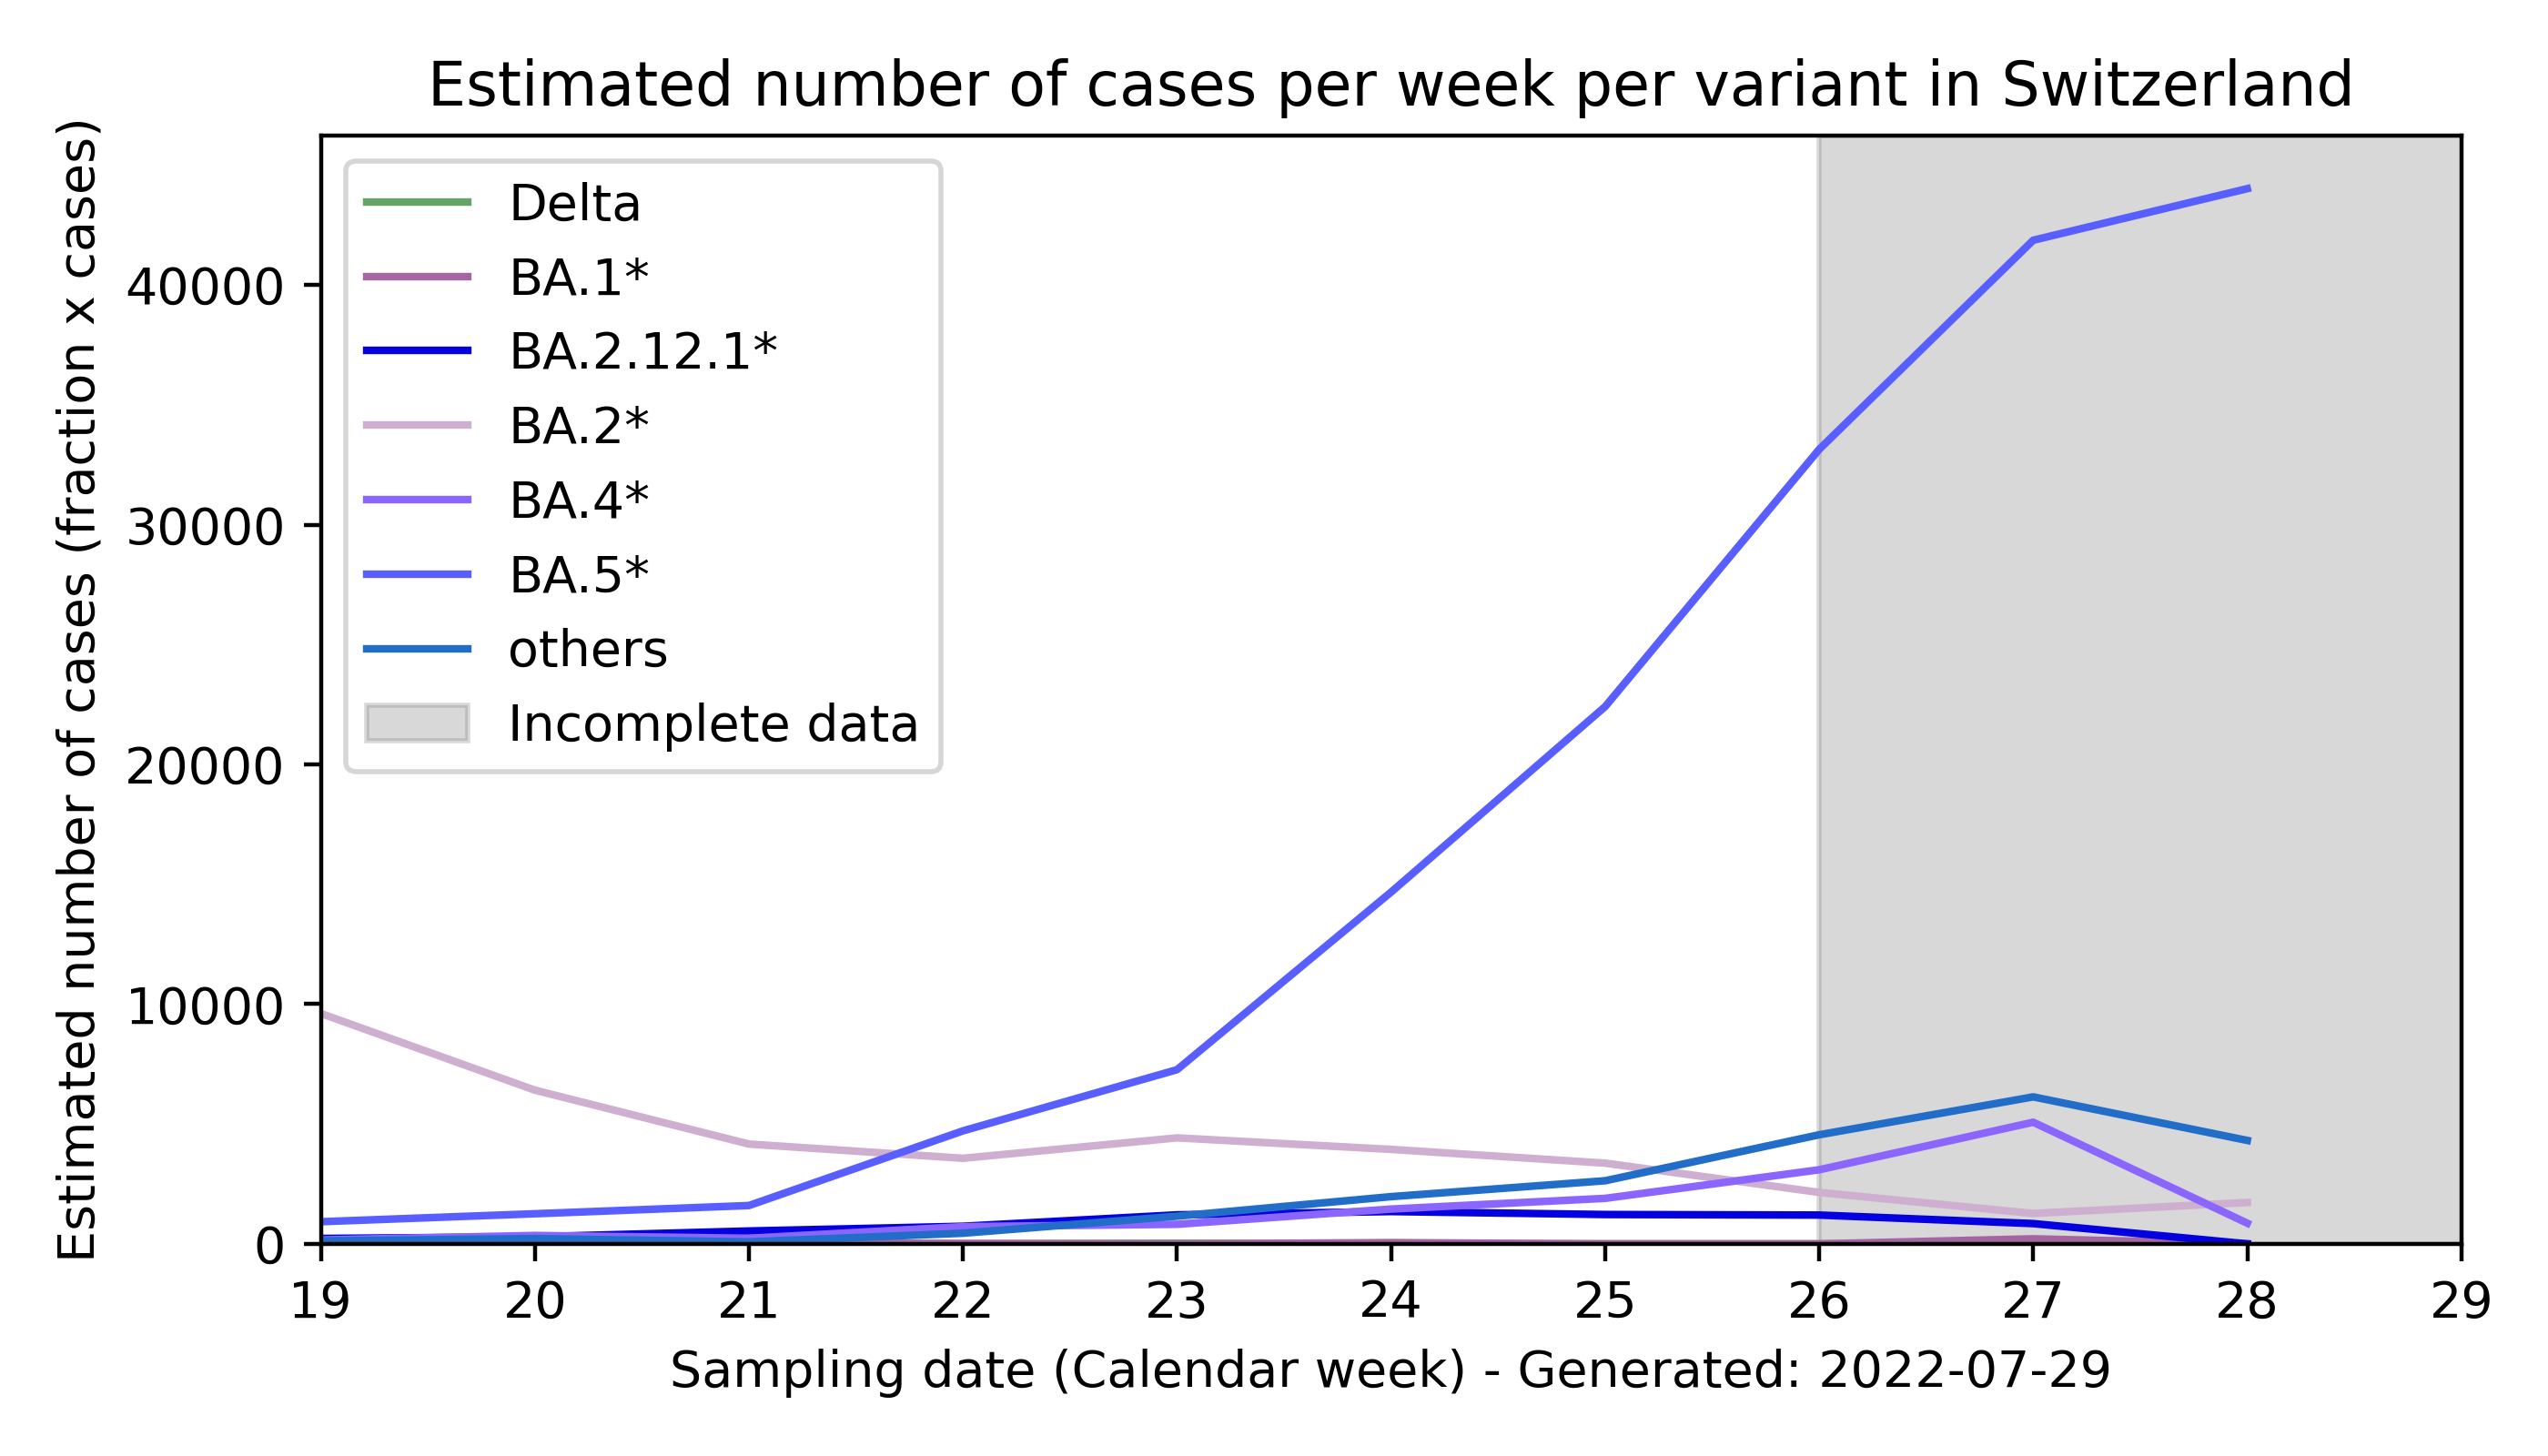 Estimated number of cases per week per variant in Switzerland
Estimated number of cases (fraction x cases)
40000
30000
20000
10000
0
Delta
BA.1*
BA.2.12.1*
BA.2*
BA.4*
BA.5*
others
Incomplete data
19 20 21 22 23 24 25 26 27 28 29
Sampling date (Calendar week) - Generated: 2022-07-29